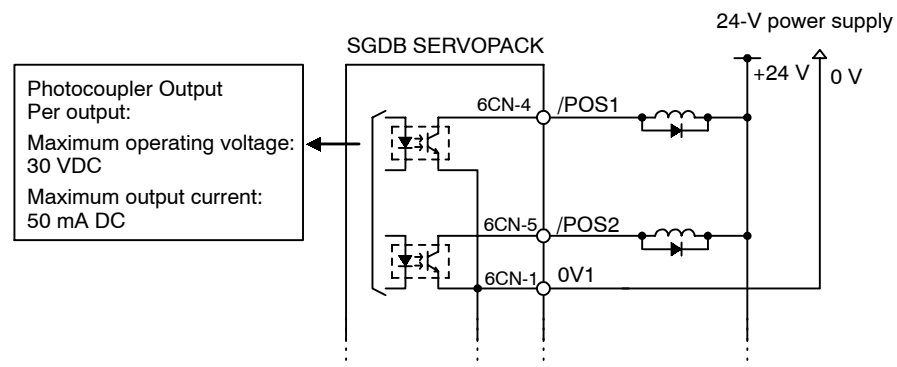 24-V power supply
SGDB SERVOPACK
+24 V
0 V
Photocoupler Output
Per output:
Maximum operating voltage:
30 VDC
Maximum output current:
50 mA DC
6CN-4
/POS1
6CN-5
/POS2
6CN-1
0V1